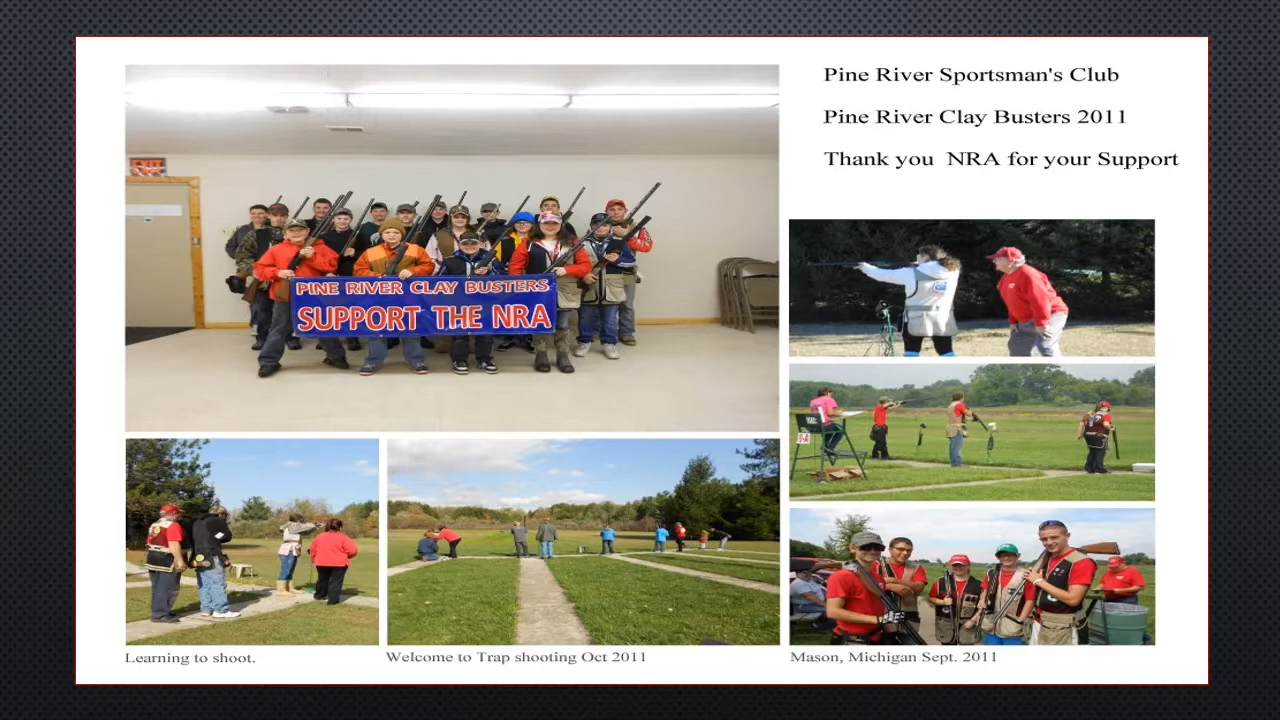 Pine River Sportsman's Club
Pine River Clay Busters 2011
Thank you NRA for your Support
EXIT
PINE RIVER CLAY BUSTERS
SUPPORT THE NRA
Learning to shoot.
Welcome to Trap shooting Oct 2011
Mason, Michigan Sept. 2011